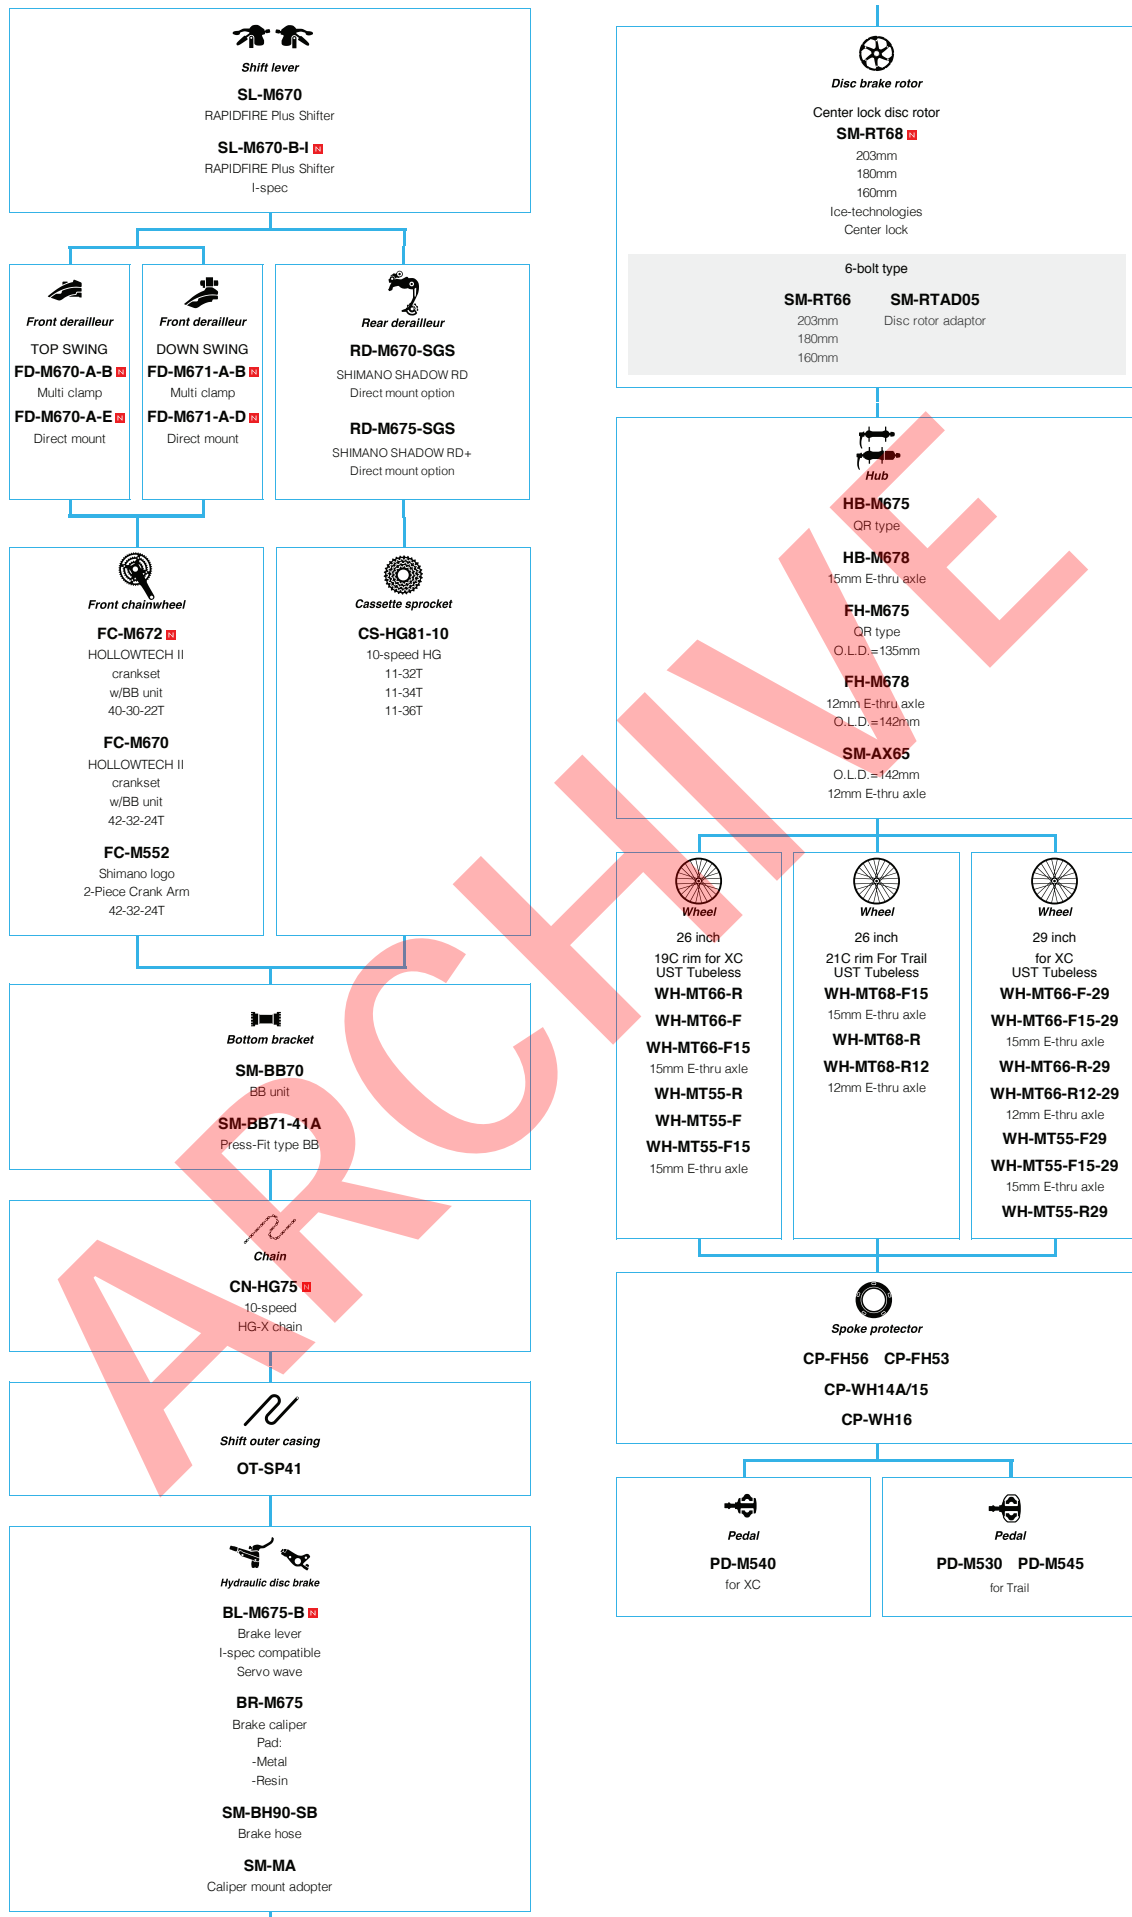 Shift lever
SL-M670
RAPIDFIRE Plus Shifter
SL-M670-B-I N
RAPIDFIRE Plus Shifter
I-spec
Front derailleur
TOP SWING
FD-M670-A-B N
Multi clamp
FD-M670-A-E N
Direct mount
Front derailleur
DOWN SWING
FD-M671-A-B N
Multi clamp
FD-M671-A-D N
Direct mount
Rear derailleur
RD-M670-SGS
SHIMANO SHADOW RD
Direct mount option
RD-M675-SGS
SHIMANO SHADOW RD+
Direct mount option
Front chainwheel
FC-M672 N
HOLLOWTECH II
crankset
w/BB unit
40-30-22T
FC-M670
HOLLOWTECH II
crankset
w/BB unit
42-32-24T
FC-M552
Shimano logo
2-Piece Crank Arm
42-32-24T
Cassette sprocket
CS-HG81-10
10-speed HG
11-32T
11-34T
11-36T
Bottom bracket
SM-BB70
BB unit
SM-BB71-41A
Press-Fit type BB
Chain
CN-HG75 N
10-speed
HG-X chain
Shift outer casing
OT-SP41
Hydraulic disc brake
BL-M675-B N
Brake lever
I-spec compatible
Servo wave
BR-M675
Brake caliper
Pad:
-Metal
-Resin
SM-BH90-SB
Brake hose
SM-MA
Caliper mount adopter
Disc brake rotor
Center lock disc rotor
SM-RT68 N
203mm
180mm
160mm
Ice-technologies
Center lock
6-bolt type
SM-RT66
203mm
180mm
160mm
SM-RTAD05
Disc rotor adaptor
Hub
HB-M675
QR type
HB-M678
15mm E-thru axle
FH-M675
QR type
O.L.D.=135mm
FH-M678
12mm E-thru axle
O.L.D.=142mm
SM-AX65
O.L.D.=142mm
12mm E-thru axle
Wheel
26 inch
19C rim for XC
UST Tubeless
WH-MT66-R
WH-MT66-F
WH-MT66-F15
15mm E-thru axle
WH-MT55-R
WH-MT55-F
WH-MT55-F15
15mm E-thru axle
Wheel
26 inch
21C rim For Trail
UST Tubeless
WH-MT68-F15
15mm E-thru axle
WH-MT68-R
WH-MT68-R12
12mm E-thru axle
Wheel
29 inch
for XC
UST Tubeless
WH-MT66-F-29
WH-MT66-F15-29
15mm E-thru axle
WH-MT66-R-29
WH-MT66-R12-29
12mm E-thru axle
WH-MT55-F29
WH-MT55-F15-29
15mm E-thru axle
WH-MT55-R29
Spoke protector
CP-FH56 CP-FH53
CP-WH14A/15
CP-WH16
Pedal
PD-M540
for XC
Pedal
PD-M530 PD-M545
for Trail
ARCHIVE